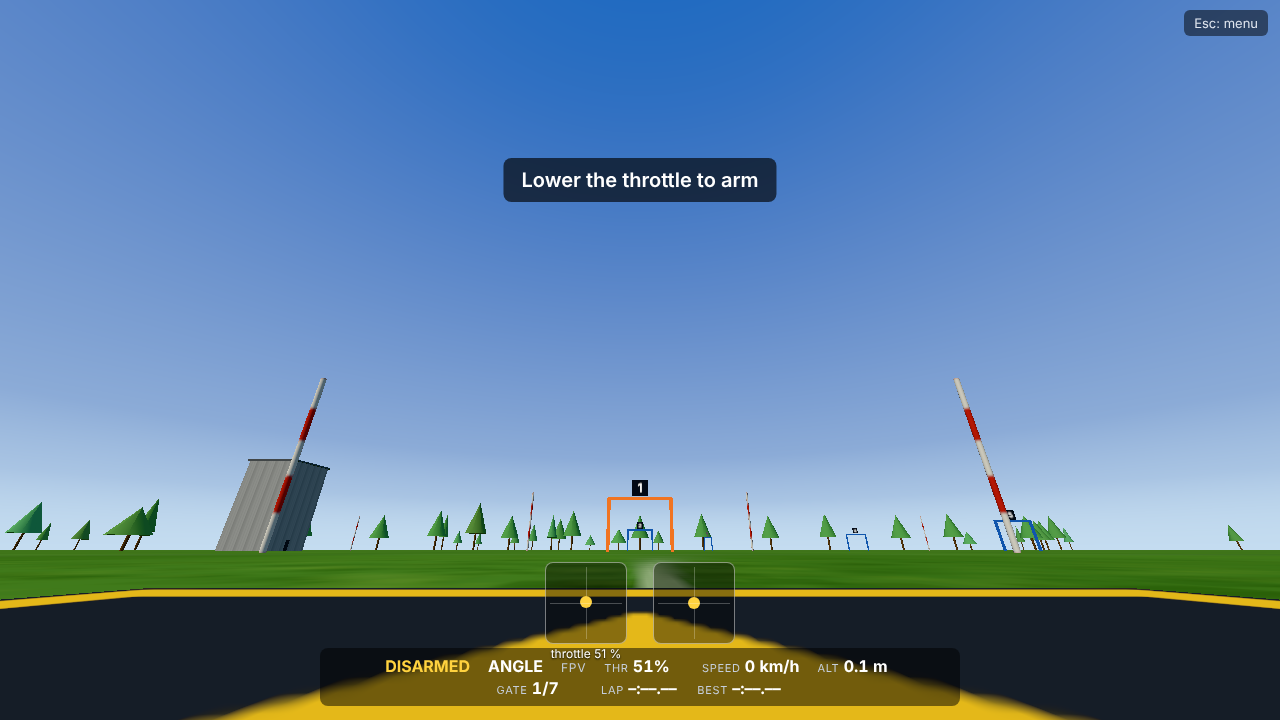 Esc: menu
Lower the throttle to arm
1
throttle 51 %
DISARMED ANGLE FPV THR 51% SPEED 0 km/h ALT 0.1 m
GATE 1/7 LAP –:––.–– BEST –:––.––